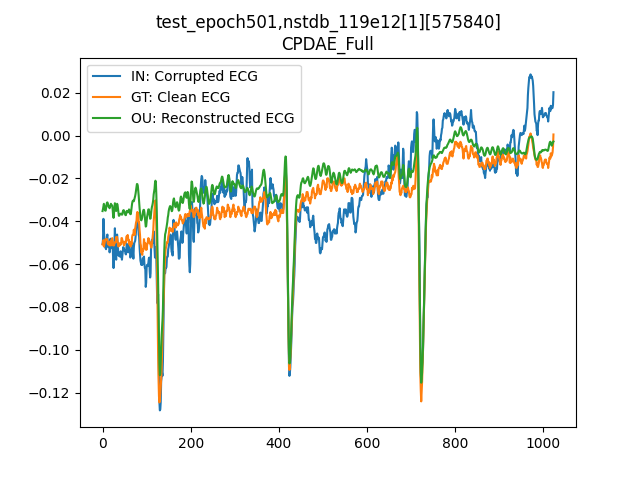 test_epoch501,nstdb_119e12[1][575840]
CPDAE_Full
IN: Corrupted ECG
GT: Clean ECG
OU: Reconstructed ECG
0.02
0.00
−0.02
−0.04
−0.06
−0.08
−0.10
−0.12
0 200 400 600 800 1000